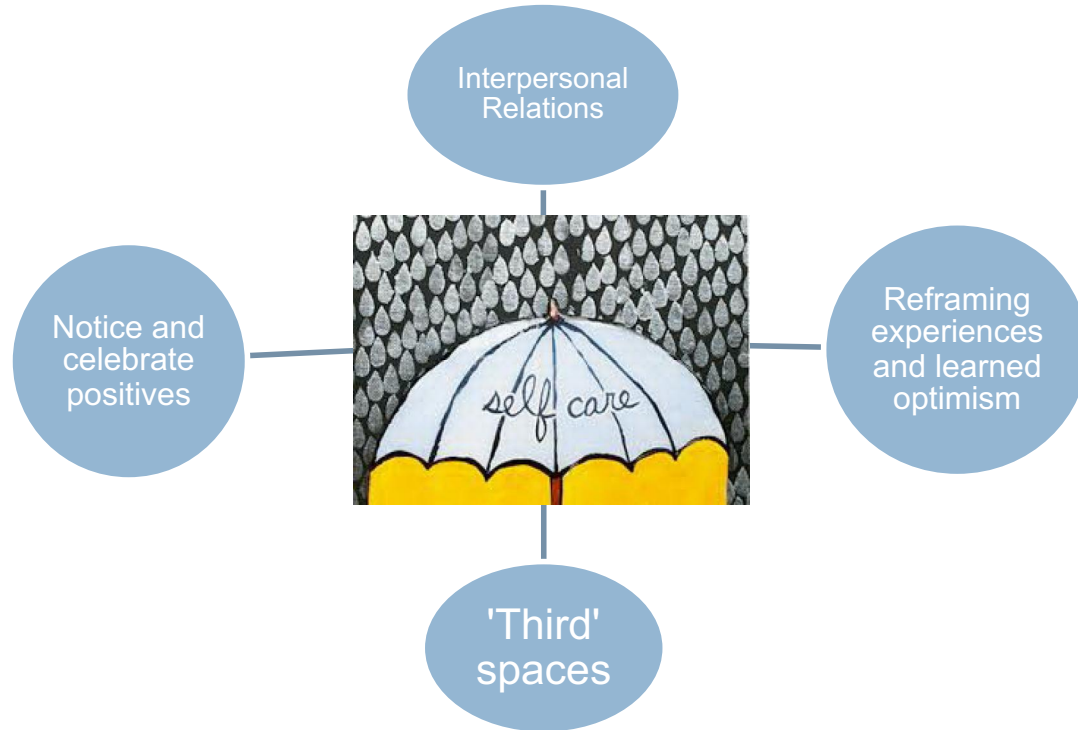 Interpersonal
Relations
Notice and
celebrate
positives
self care
Reframing
experiences
and learned
optimism
'Third'
spaces